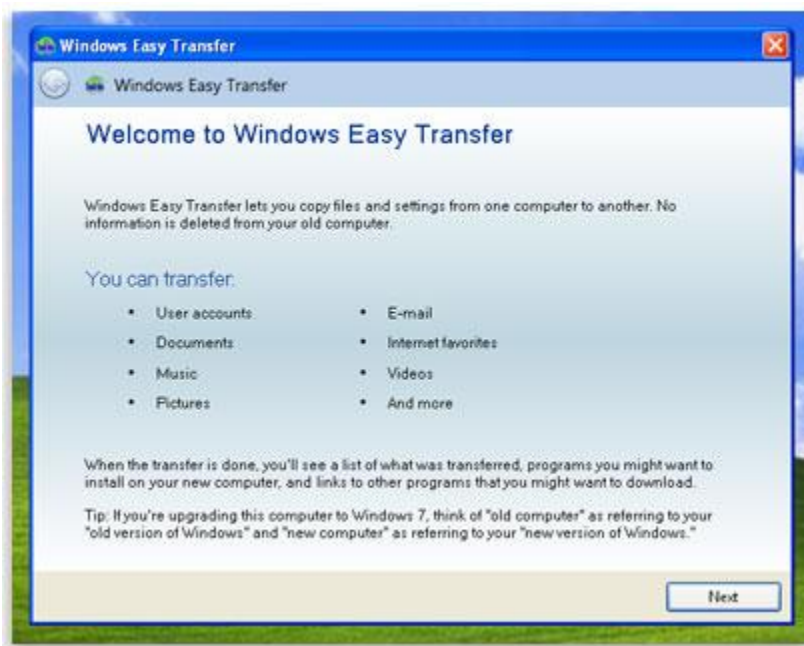 Windows Easy Transfer
Windows Easy Transfer
Welcome to Windows Easy Transfer
Windows Easy Transfer lets you copy files and settings from one computer to another. No
information is deleted from your old computer.
You can transfer:
• User accounts
• Documents
• Music
• Pictures
• E-mail
• Internet favorites
• Videos
• And more
When the transfer is done, you'll see a list of what was transferred, programs you might want to
install on your new computer, and links to other programs that you might want to download.
Tip: If you're upgrading this computer to Windows 7, think of "old computer" as referring to your
"old version of Windows" and "new computer" as referring to your "new version of Windows."
Next